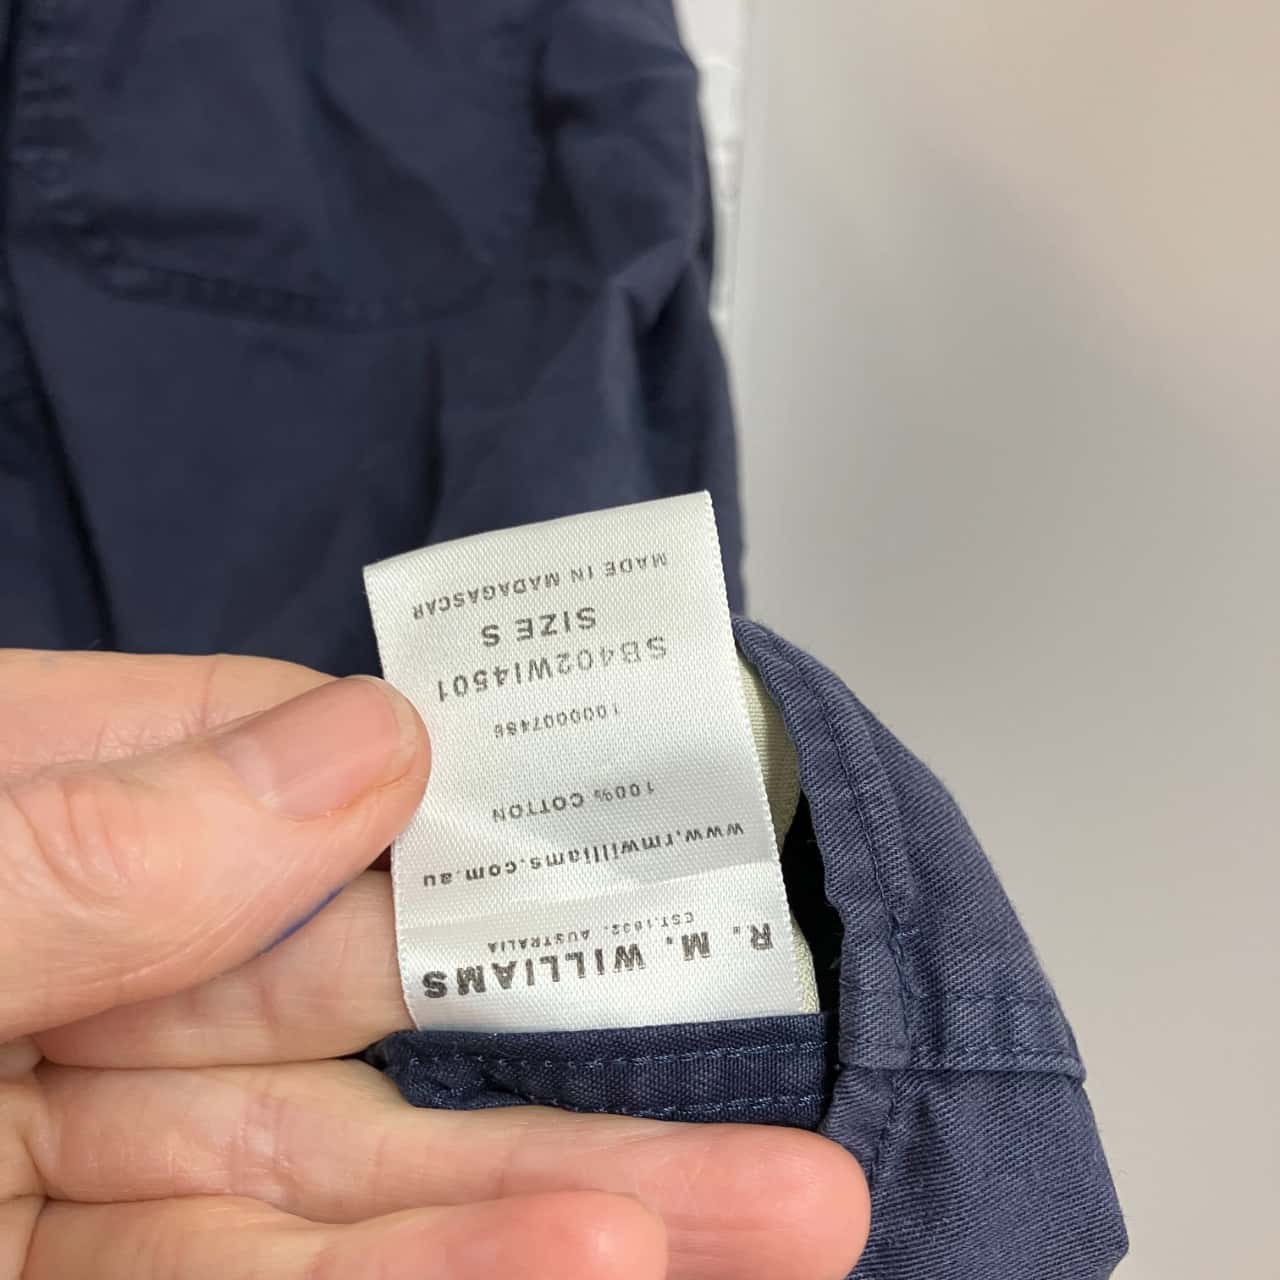 R. M. WILLIAMS
EST.1932. AUSTRALIA
www.rmwilliams.com.au
100% COTTON
1000007486
SB402WI4501
SIZE S
MADE IN MADAGASCAR